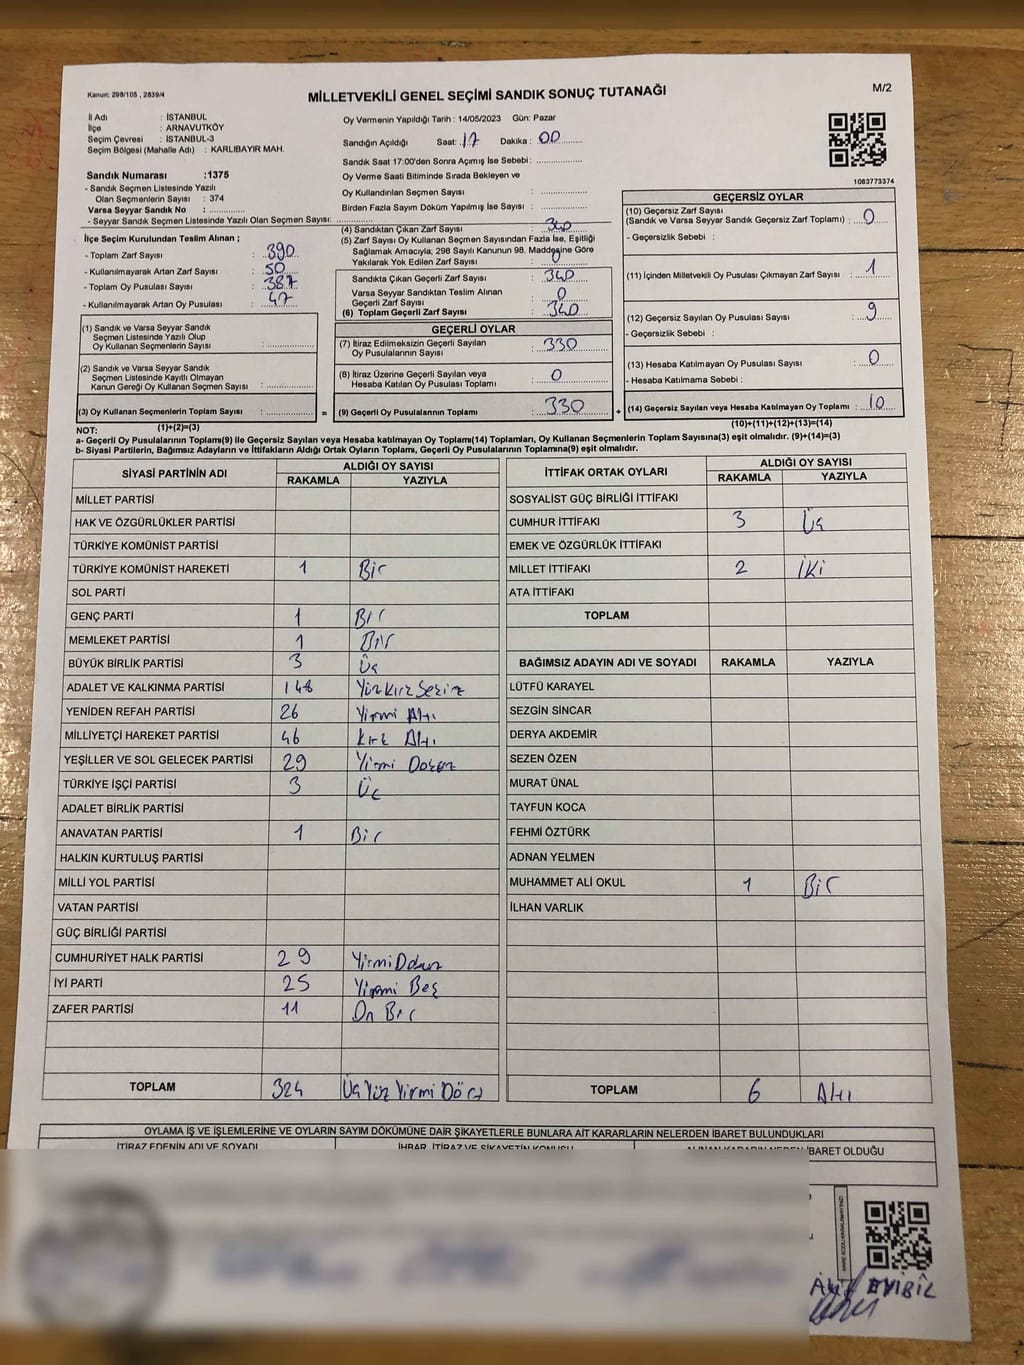 Kanun; 298/105 , 2839/4
MİLLETVEKİLİ GENEL SEÇİMİ SANDIK SONUÇ TUTANAĞI
M/2
İl Adı : İSTANBUL
İlçe : ARNAVUTKÖY
Seçim Çevresi : İSTANBUL-3
Seçim Bölgesi (Mahalle Adı) : KARLIBAYIR MAH.
Sandık Numarası :1375
- Sandık Seçmen Listesinde Yazılı
Olan Seçmenlerin Sayısı : 374
Varsa Seyyar Sandık No : ..............
- Seyyar Sandık Seçmen Listesinde Yazılı Olan Seçmen Sayısı: ..............
Oy Vermenin Yapıldığı Tarih : 14/05/2023 Gün: Pazar
Sandığın Açıldığı Saat: 17 Dakika : 00
Sandık Saat 17:00'den Sonra Açımış İse Sebebi: ..............
Oy Verme Saati Bitiminde Sırada Bekleyen ve
Oy Kullandırılan Seçmen Sayısı : ..............
Birden Fazla Sayım Döküm Yapılmış İse Sayısı : ..............
1083773374
İlçe Seçim Kurulundan Teslim Alınan ;
- Toplam Zarf Sayısı : 390
- Kullanılmayarak Artan Zarf Sayısı : 50
- Toplam Oy Pusulası Sayısı : 387
- Kullanılmayarak Artan Oy Pusulası : 47
(1) Sandık ve Varsa Seyyar Sandık
Seçmen Listesinde Yazılı Olup
Oy Kullanan Seçmenlerin Sayısı : ..............
(2) Sandık ve Varsa Seyyar Sandık
Seçmen Listesinde Kayıtlı Olmayan
Kanun Gereği Oy Kullanan Seçmen Sayısı : ..............
(3) Oy Kullanan Seçmenlerin Toplam Sayısı : .............. =
(4) Sandıktan Çıkan Zarf Sayısı : 340
(5) Zarf Sayısı Oy Kullanan Seçmen Sayısından Fazla İse, Eşitliği
Sağlamak Amacıyla; 298 Sayılı Kanunun 98. Maddesine Göre
Yakılarak Yok Edilen Zarf Sayısı : 0
Sandıkta Çıkan Geçerli Zarf Sayısı : 340
Varsa Seyyar Sandıktan Teslim Alınan
Geçerli Zarf Sayısı : 0
(6) Toplam Geçerli Zarf Sayısı : 340
GEÇERLİ OYLAR
(7) İtiraz Edilmeksizin Geçerli Sayılan
Oy Pusulalarının Sayısı : 330
(8) İtiraz Üzerine Geçerli Sayılan veya
Hesaba Katılan Oy Pusulası Toplamı : 0
(9) Geçerli Oy Pusulalarının Toplamı : 330 +
GEÇERSİZ OYLAR
(10) Geçersiz Zarf Sayısı
(Sandık ve Varsa Seyyar Sandık Geçersiz Zarf Toplamı) : 0
- Geçersizlik Sebebi :
(11) İçinden Milletvekili Oy Pusulası Çıkmayan Zarf Sayısı : 1
(12) Geçersiz Sayılan Oy Pusulası Sayısı : 9
- Geçersizlik Sebebi :
(13) Hesaba Katılmayan Oy Pusulası Sayısı : 0
- Hesaba Katılmama Sebebi :
(14) Geçersiz Sayılan veya Hesaba Katılmayan Oy Toplamı : 10
NOT: (1)+(2)=(3) (10)+(11)+(12)+(13)=(14)
a- Geçerli Oy Pusulalarının Toplamı(9) ile Geçersiz Sayılan veya Hesaba katılmayan Oy Toplamı(14) Toplamları, Oy Kullanan Seçmenlerin Toplam Sayısına(3) eşit olmalıdır. (9)+(14)=(3)
b- Siyasi Partilerin, Bağımsız Adayların ve İttifakların Aldığı Ortak Oyların Toplamı, Geçerli Oy Pusulalarının Toplamına(9) eşit olmalıdır.
SİYASİ PARTİNİN ADI ALDIĞI OY SAYISI
RAKAMLA YAZIYLA
MİLLET PARTİSİ
HAK VE ÖZGÜRLÜKLER PARTİSİ
TÜRKİYE KOMÜNİST PARTİSİ
TÜRKİYE KOMÜNİST HAREKETİ 1 Bir
SOL PARTİ
GENÇ PARTİ 1 Bir
MEMLEKET PARTİSİ 1 Bir
BÜYÜK BİRLİK PARTİSİ 3 Üç
ADALET VE KALKINMA PARTİSİ 148 Yüz Kırk Sekiz
YENİDEN REFAH PARTİSİ 26 Yirmi Altı
MİLLİYETÇİ HAREKET PARTİSİ 46 Kırk Altı
YEŞİLLER VE SOL GELECEK PARTİSİ 29 Yirmi Dokuz
TÜRKİYE İŞÇİ PARTİSİ 3 Üç
ADALET BİRLİK PARTİSİ
ANAVATAN PARTİSİ 1 Bir
HALKIN KURTULUŞ PARTİSİ
MİLLİ YOL PARTİSİ
VATAN PARTİSİ
GÜÇ BİRLİĞİ PARTİSİ
CUMHURİYET HALK PARTİSİ 29 Yirmi Dokuz
İYİ PARTİ 25 Yirmi Beş
ZAFER PARTİSİ 11 On Bir
TOPLAM 324 Üç Yüz Yirmi Dört
İTTİFAK ORTAK OYLARI ALDIĞI OY SAYISI
RAKAMLA YAZIYLA
SOSYALİST GÜÇ BİRLİĞİ İTTİFAKI
CUMHUR İTTİFAKI 3 Üç
EMEK VE ÖZGÜRLÜK İTTİFAKI
MİLLET İTTİFAKI 2 İki
ATA İTTİFAKI
TOPLAM
BAĞIMSIZ ADAYIN ADI VE SOYADI RAKAMLA YAZIYLA
LÜTFÜ KARAYEL
SEZGİN SİNCAR
DERYA AKDEMİR
SEZEN ÖZEN
MURAT ÜNAL
TAYFUN KOCA
FEHMİ ÖZTÜRK
ADNAN YELMEN
MUHAMMET ALİ OKUL 1 Bir
İLHAN VARLIK
TOPLAM 6 Altı
OYLAMA İŞ VE İŞLEMLERİNE VE OYLARIN SAYIM DÖKÜMÜNE DAİR ŞİKAYETLERLE BUNLARA AİT KARARLARIN NELERDEN İBARET BULUNDUKLARI
İTİRAZ EDENİN ADI VE SOYADI İHBAR, İTİRAZ VE ŞİKAYETİN KONUSU ALINAN KARARIN NEDEN İBARET OLDUĞU